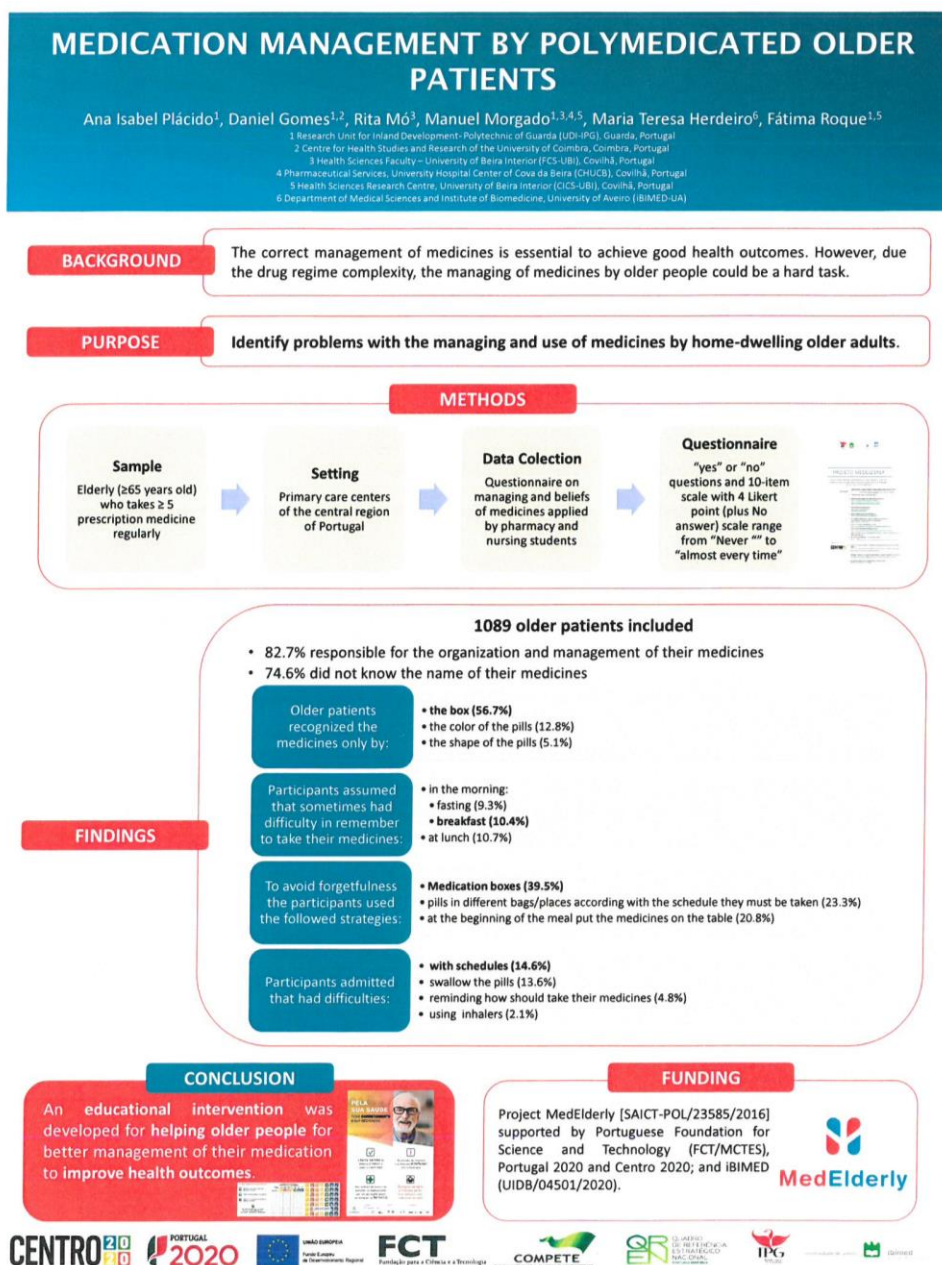 MEDICATION MANAGEMENT BY POLYMEDICATED OLDER
PATIENTS
Ana Isabel Plácido1, Daniel Gomes1,2, Rita Mó3, Manuel Morgado1,3,4,5, Maria Teresa Herdeiro6, Fátima Roque1,5
1 Research Unit for Inland Development- Polytechnic of Guarda (UDI-IPG), Guarda, Portugal
2 Centre for Health Studies and Research of the University of Coimbra, Coimbra, Portugal
3 Health Sciences Faculty – University of Beira Interior (FCS-UBI), Covilhã, Portugal
4 Pharmaceutical Services, University Hospital Center of Cova da Beira (CHUCB), Covilhã, Portugal
5 Health Sciences Research Centre, University of Beira Interior (CICS-UBI), Covilhã, Portugal
6 Department of Medical Sciences and Institute of Biomedicine, University of Aveiro (iBIMED-UA)
BACKGROUND
The correct management of medicines is essential to achieve good health outcomes. However, due
the drug regime complexity, the managing of medicines by older people could be a hard task.
PURPOSE
Identify problems with the managing and use of medicines by home-dwelling older adults.
METHODS
Sample
Elderly (≥65 years old)
who takes ≥ 5
prescription medicine
regularly
Setting
Primary care centers
of the central region
of Portugal
Data Colection
Questionnaire on
managing and beliefs
of medicines applied
by pharmacy and
nursing students
Questionnaire
"yes" or "no"
questions and 10-item
scale with 4 Likert
point (plus No
answer) scale range
from "Never "" to
"almost every time"
FINDINGS
1089 older patients included
• 82.7% responsible for the organization and management of their medicines
• 74.6% did not know the name of their medicines
Older patients
recognized the
medicines only by:
• the box (56.7%)
• the color of the pills (12.8%)
• the shape of the pills (5.1%)
Participants assumed
that sometimes had
difficulty in remember
to take their medicines:
• in the morning:
• fasting (9.3%)
• breakfast (10.4%)
• at lunch (10.7%)
To avoid forgetfulness
the participants used
the followed strategies:
• Medication boxes (39.5%)
• pills in different bags/places according with the schedule they must be taken (23.3%)
• at the beginning of the meal put the medicines on the table (20.8%)
Participants admitted
that had difficulties:
• with schedules (14.6%)
• swallow the pills (13.6%)
• reminding how should take their medicines (4.8%)
• using inhalers (2.1%)
CONCLUSION
An educational intervention was
developed for helping older people for
better management of their medication
to improve health outcomes.
PELA
SUA SAÚDE
FUNDING
Project MedElderly [SAICT-POL/23585/2016]
supported by Portuguese Foundation for
Science and Technology (FCT/MCTES),
Portugal 2020 and Centro 2020; and iBIMED
(UIDB/04501/2020).
MedElderly
CENTRO 2020
PORTUGAL
2020
UNIÃO EUROPEIA
Fundo Europeu
de Desenvolvimento Regional
FCT
Fundação para a Ciência e a Tecnologia
COMPETE
QREN
QUADRO
DE REFERÊNCIA
ESTRATÉGICO
NACIONAL
IPG
ibimed